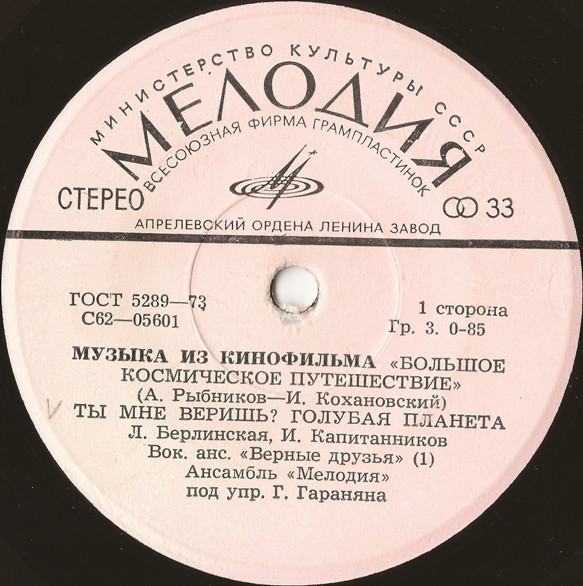 МИНИСТЕРСТВО КУЛЬТУРЫ СССР
МЕЛОДИЯ
ВСЕСОЮЗНАЯ ФИРМА ГРАМПЛАСТИНОК
СТЕРЕО
33
АПРЕЛЕВСКИЙ ОРДЕНА ЛЕНИНА ЗАВОД
ГОСТ 5289—73
С62—05601
1 сторона
Гр. 3. 0-85
МУЗЫКА ИЗ КИНОФИЛЬМА «БОЛЬШОЕ
КОСМИЧЕСКОЕ ПУТЕШЕСТВИЕ»
(А. Рыбников—И. Кохановский)
ТЫ МНЕ ВЕРИШЬ? ГОЛУБАЯ ПЛАНЕТА
Л. Берлинская, И. Капитанников
Вок. анс. «Верные друзья» (1)
Ансамбль «Мелодия»
под упр. Г. Гараняна